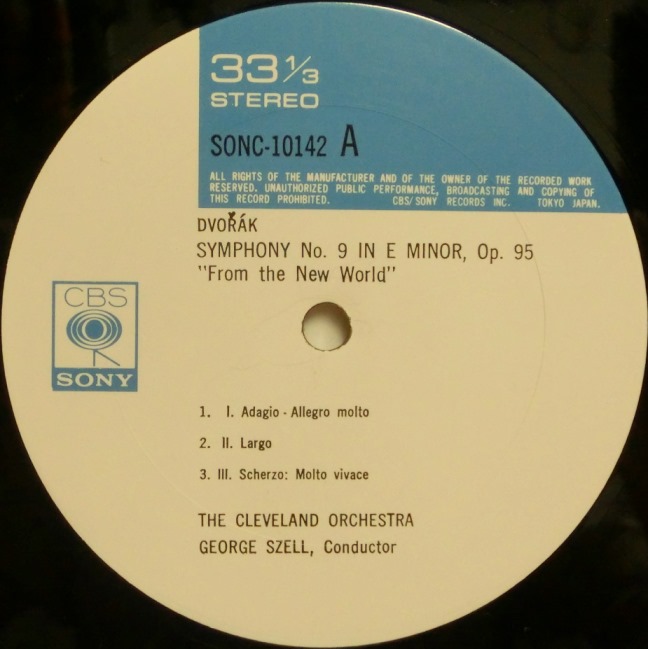 33 1/3
STEREO
SONC-10142 A
ALL RIGHTS OF THE MANUFACTURER AND OF THE OWNER OF THE RECORDED WORK
RESERVED. UNAUTHORIZED PUBLIC PERFORMANCE, BROADCASTING AND COPYING OF
THIS RECORD PROHIBITED. CBS/SONY RECORDS INC. TOKYO JAPAN.
DVOŘÁK
SYMPHONY No. 9 IN E MINOR, Op. 95
"From the New World"
CBS
SONY
1. I. Adagio - Allegro molto
2. II. Largo
3. III. Scherzo: Molto vivace
THE CLEVELAND ORCHESTRA
GEORGE SZELL, Conductor